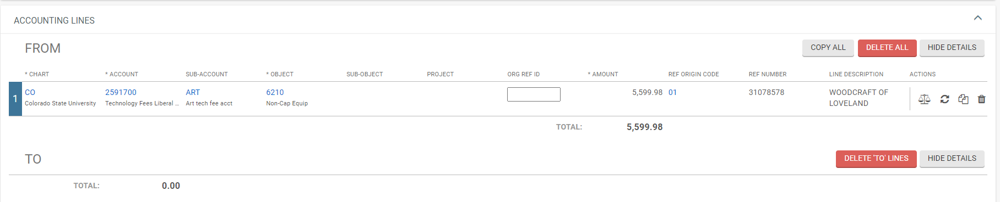 ACCOUNTING LINES
FROM
COPY ALL
DELETE ALL
HIDE DETAILS
* CHART
* ACCOUNT
SUB-ACCOUNT
* OBJECT
SUB-OBJECT
PROJECT
ORG REF ID
* AMOUNT
REF ORIGIN CODE
REF NUMBER
LINE DESCRIPTION
ACTIONS
1
CO
Colorado State University
2591700
Technology Fees Liberal ...
ART
Art tech fee acct
6210
Non-Cap Equip
5,599.98
01
31078578
WOODCRAFT OF
LOVELAND
TOTAL:
5,599.98
TO
DELETE 'TO' LINES
HIDE DETAILS
TOTAL:
0.00